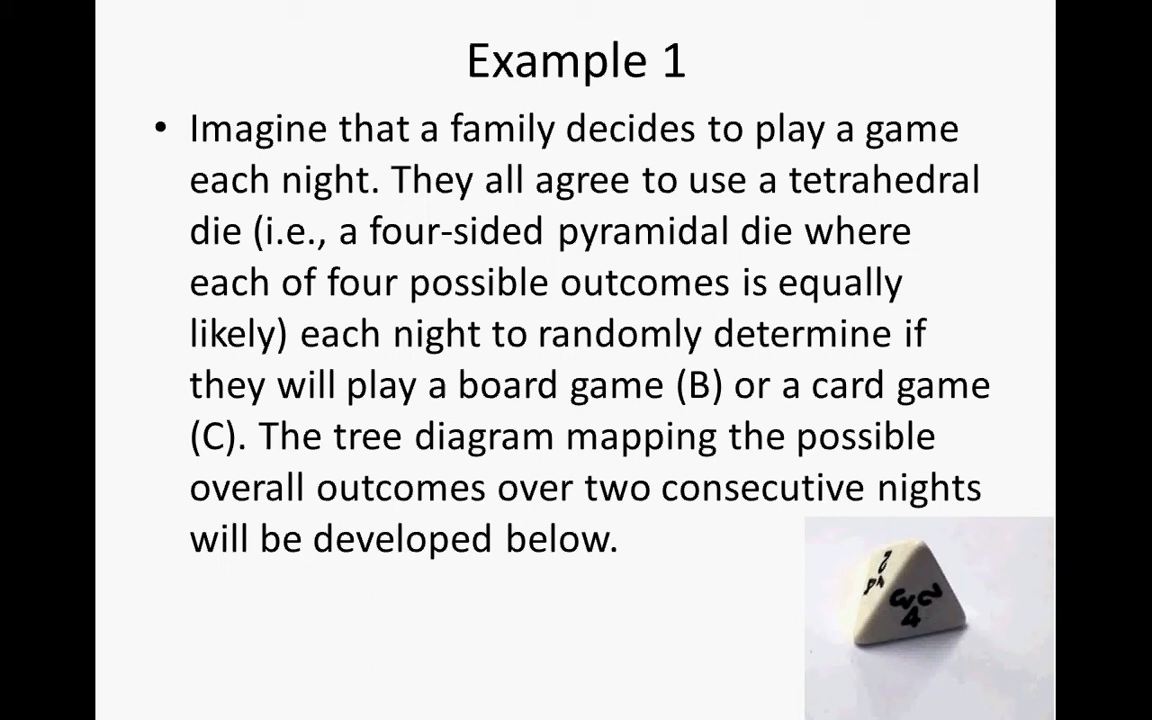 Example 1
• Imagine that a family decides to play a game
each night. They all agree to use a tetrahedral
die (i.e., a four-sided pyramidal die where
each of four possible outcomes is equally
likely) each night to randomly determine if
they will play a board game (B) or a card game
(C). The tree diagram mapping the possible
overall outcomes over two consecutive nights
will be developed below.
3 2
4